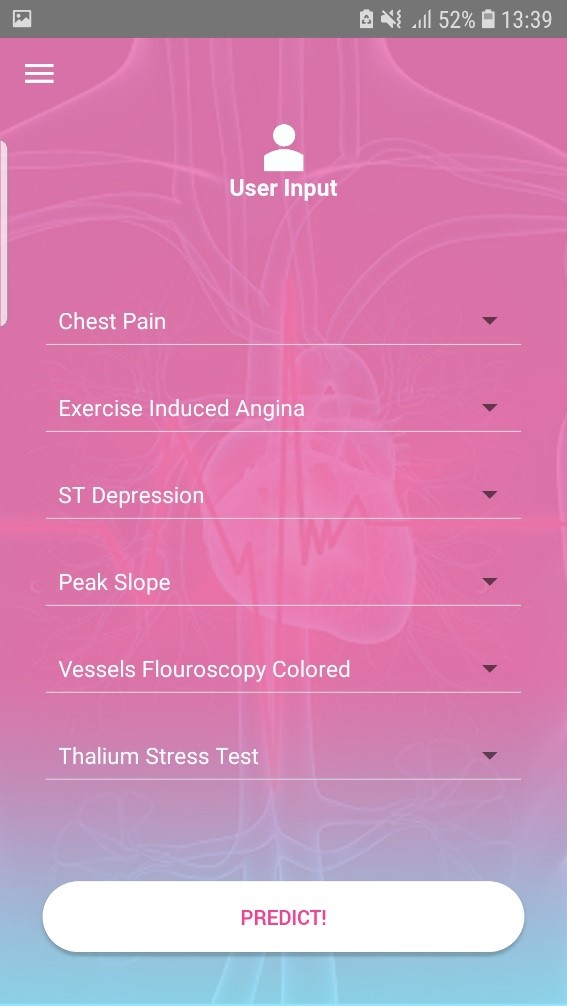 52% 13:39
User Input
Chest Pain
Exercise Induced Angina
ST Depression
Peak Slope
Vessels Flouroscopy Colored
Thalium Stress Test
PREDICT!